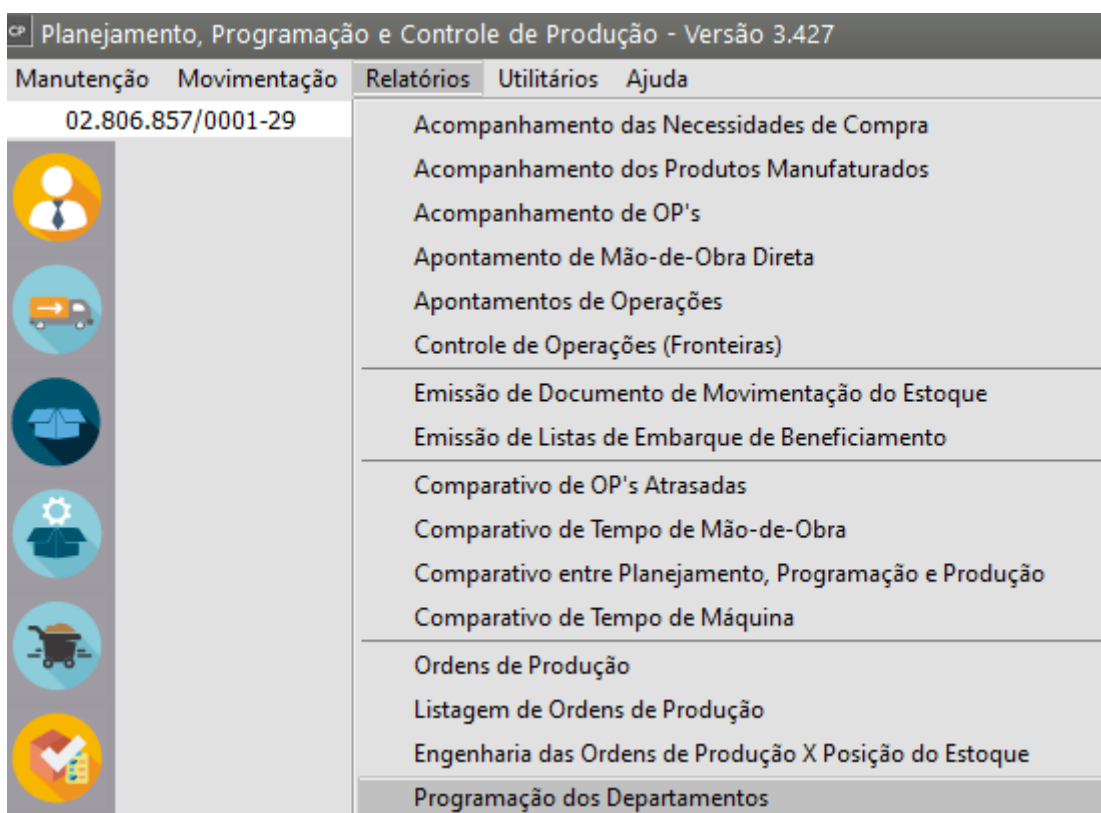 CP Planejamento, Programação e Controle de Produção - Versão 3.427
Manutenção Movimentação Relatórios Utilitários Ajuda
02.806.857/0001-29
Acompanhamento das Necessidades de Compra
Acompanhamento dos Produtos Manufaturados
Acompanhamento de OP's
Apontamento de Mão-de-Obra Direta
Apontamentos de Operações
Controle de Operações (Fronteiras)
Emissão de Documento de Movimentação do Estoque
Emissão de Listas de Embarque de Beneficiamento
Comparativo de OP's Atrasadas
Comparativo de Tempo de Mão-de-Obra
Comparativo entre Planejamento, Programação e Produção
Comparativo de Tempo de Máquina
Ordens de Produção
Listagem de Ordens de Produção
Engenharia das Ordens de Produção X Posição do Estoque
Programação dos Departamentos